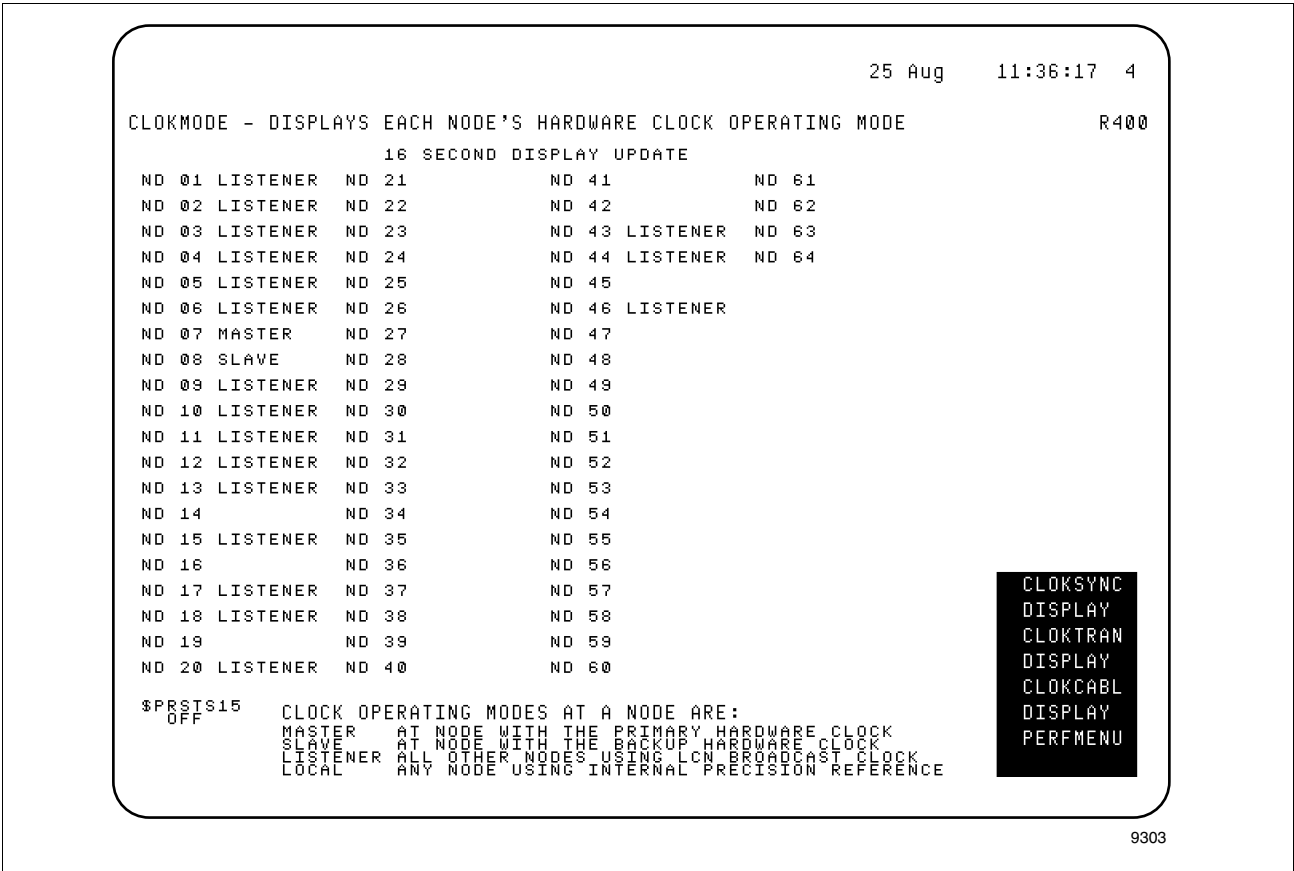 25 Aug 11:36:17 4
CLOKMODE – DISPLAYS EACH NODE'S HARDWARE CLOCK OPERATING MODE R400
16 SECOND DISPLAY UPDATE
ND 01 LISTENER ND 21 ND 41 ND 61
ND 02 LISTENER ND 22 ND 42 ND 62
ND 03 LISTENER ND 23 ND 43 LISTENER ND 63
ND 04 LISTENER ND 24 ND 44 LISTENER ND 64
ND 05 LISTENER ND 25 ND 45
ND 06 LISTENER ND 26 ND 46 LISTENER
ND 07 MASTER ND 27 ND 47
ND 08 SLAVE ND 28 ND 48
ND 09 LISTENER ND 29 ND 49
ND 10 LISTENER ND 30 ND 50
ND 11 LISTENER ND 31 ND 51
ND 12 LISTENER ND 32 ND 52
ND 13 LISTENER ND 33 ND 53
ND 14 ND 34 ND 54
ND 15 LISTENER ND 35 ND 55
ND 16 ND 36 ND 56
ND 17 LISTENER ND 37 ND 57
ND 18 LISTENER ND 38 ND 58
ND 19 ND 39 ND 59
ND 20 LISTENER ND 40 ND 60
CLOKSYNC
DISPLAY
CLOKTRAN
DISPLAY
CLOKCABL
DISPLAY
PERFMENU
$PRSTS15
OFF
CLOCK OPERATING MODES AT A NODE ARE:
MASTER AT NODE WITH THE PRIMARY HARDWARE CLOCK
SLAVE AT NODE WITH THE BACKUP HARDWARE CLOCK
LISTENER ALL OTHER NODES USING LCN BROADCAST CLOCK
LOCAL ANY NODE USING INTERNAL PRECISION REFERENCE
9303